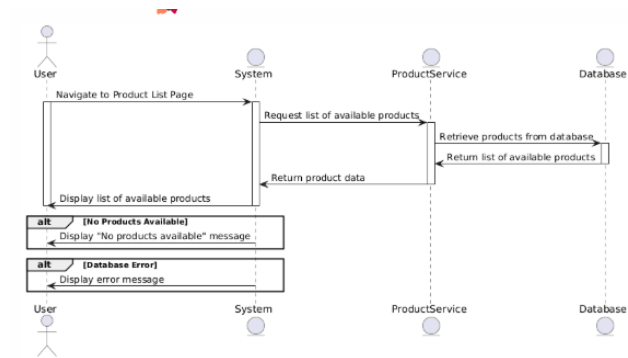 User System ProductService Database
Navigate to Product List Page
Request list of available products
Retrieve products from database
Return list of available products
Return product data
Display list of available products
alt [No Products Available]
Display "No products available" message
alt [Database Error]
Display error message
User System ProductService Database